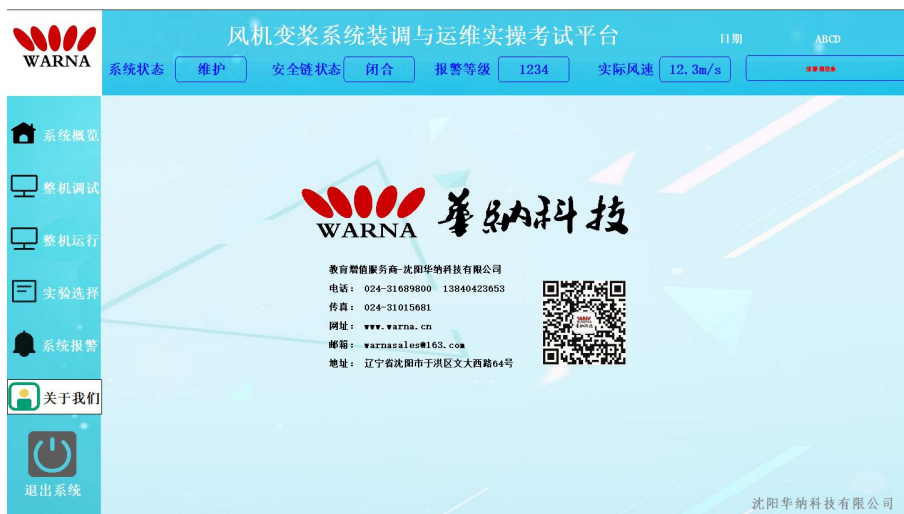 WARNA
风机变桨系统装调与运维实操考试平台
日期
ABCD
系统状态 维护 安全链状态 闭合 报警等级 1234 实际风速 12.3m/s
系统概览
整机调试
整机运行
实验选择
系统报警
关于我们
退出系统
WARNA 华纳科技
教育增值服务商-沈阳华纳科技有限公司
电话: 024-31689800 13840423653
传真: 024-31015681
网址: www.warna.cn
邮箱: warnasales@163.com
地址: 辽宁省沈阳市于洪区文大西路64号
沈阳华纳科技有限公司